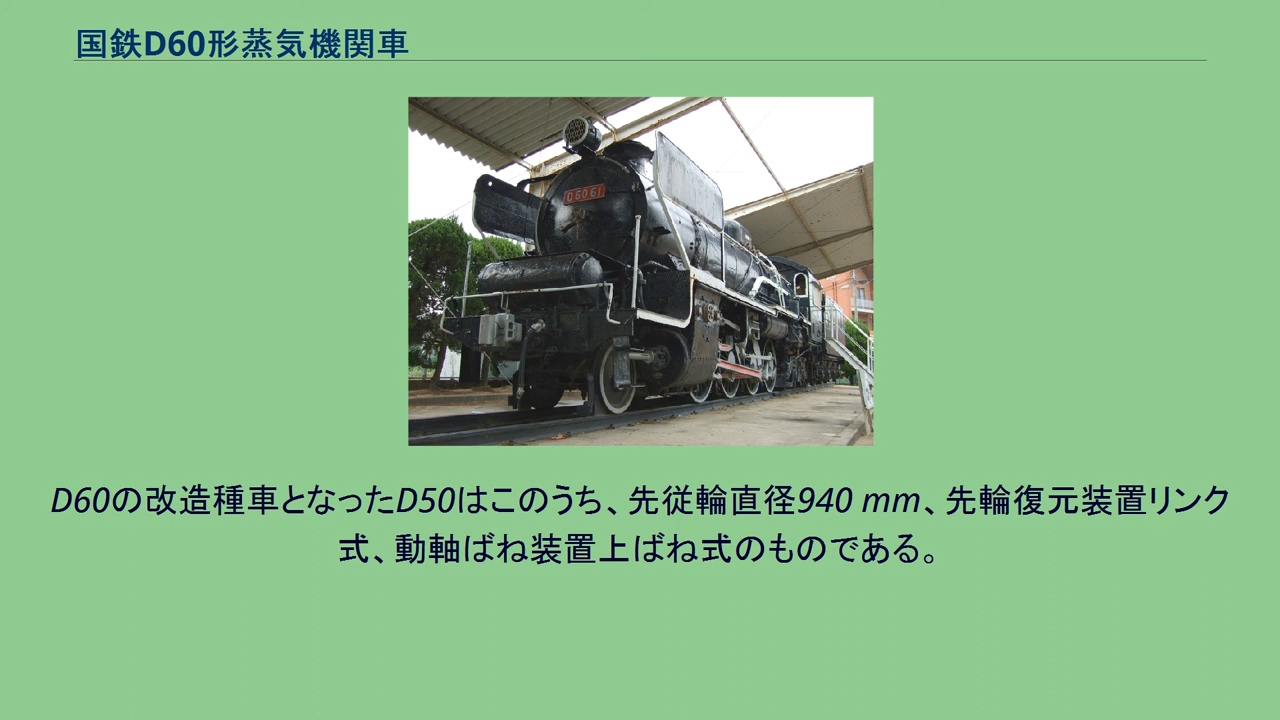 国鉄D60形蒸気機関車
D6061
D60の改造種車となったD50はこのうち、先従輪直径940 mm、先輪復元装置リンク
式、動軸ばね装置上ばね式のものである。